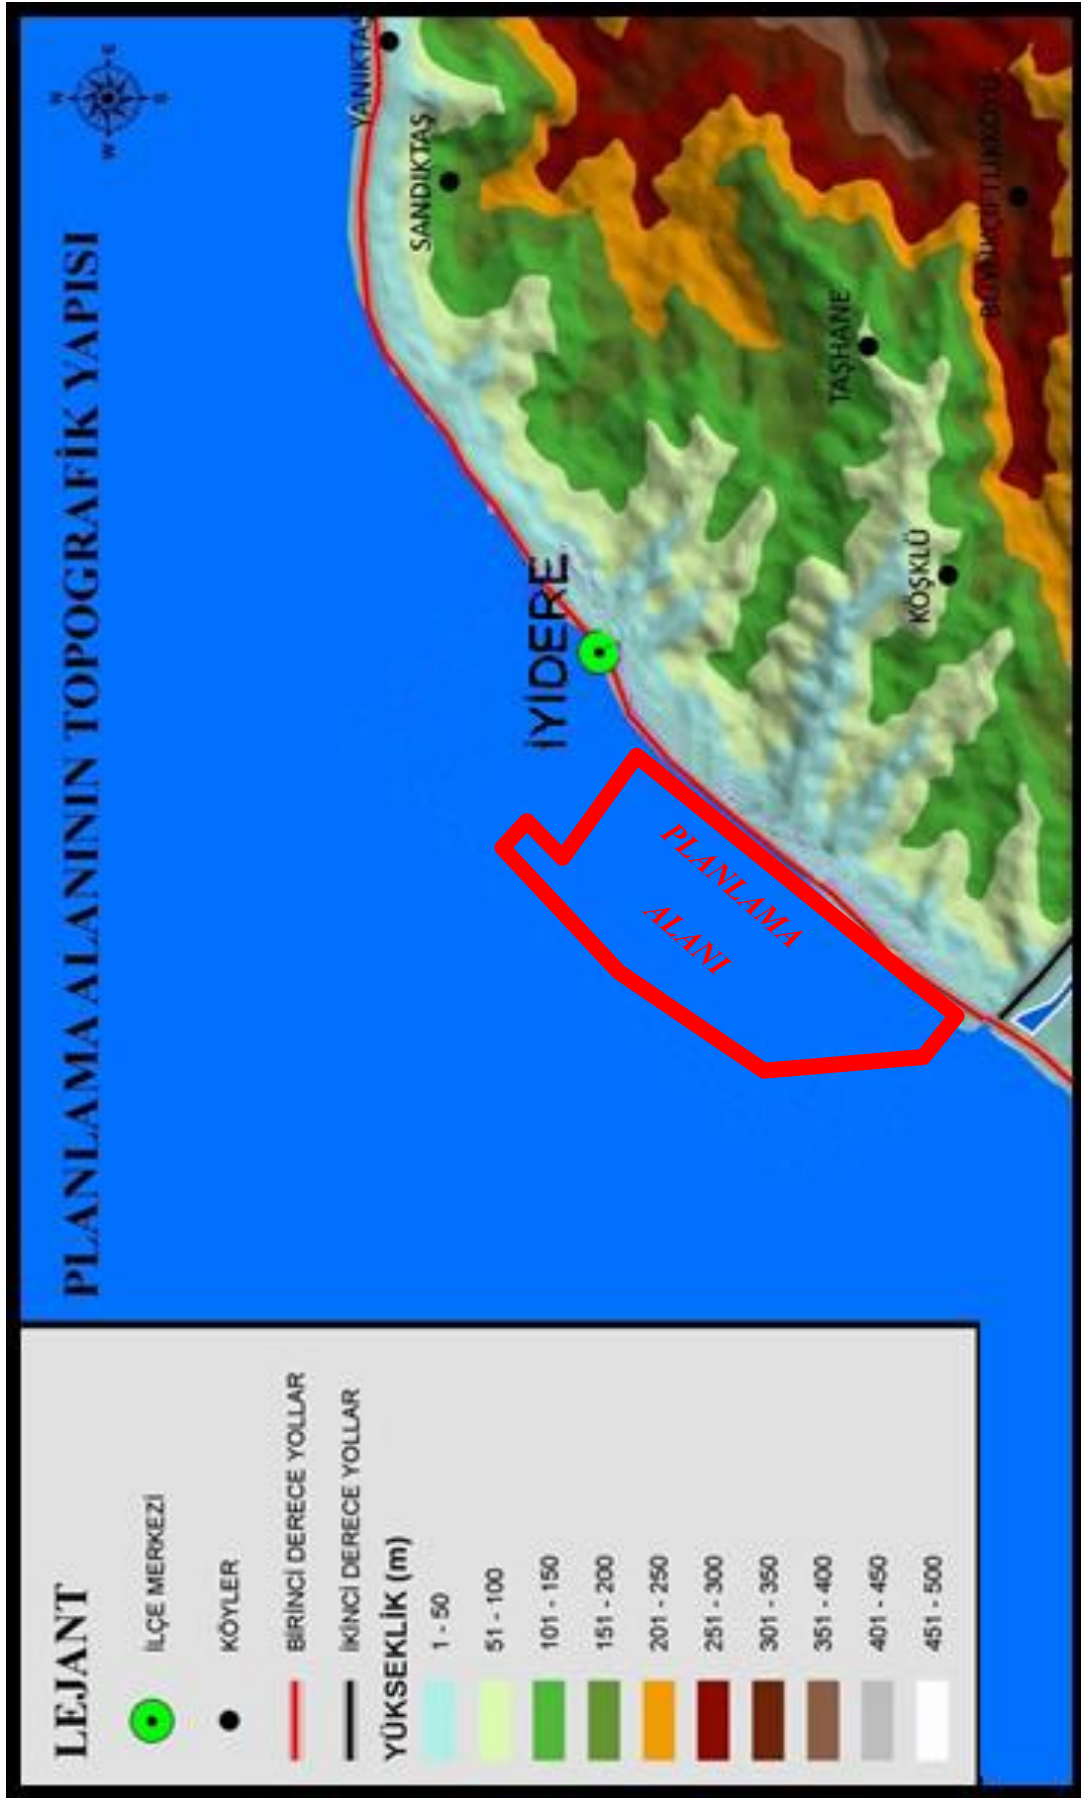 PLANLAMA ALANININ TOPOGRAFİK YAPISI
YANIKTAŞ
SANDIKTAŞ
TAŞHANE
KÖŞKLÜ
İYİDERE
PLANLAMA
ALANI
W
E
W
S
LEJANT
İLÇE MERKEZİ
KÖYLER
BİRİNCİ DERECE YOLLAR
İKİNCİ DERECE YOLLAR
YÜKSEKLİK (m)
1 - 50
51 - 100
101 - 150
151 - 200
201 - 250
251 - 300
301 - 350
351 - 400
401 - 450
451 - 500